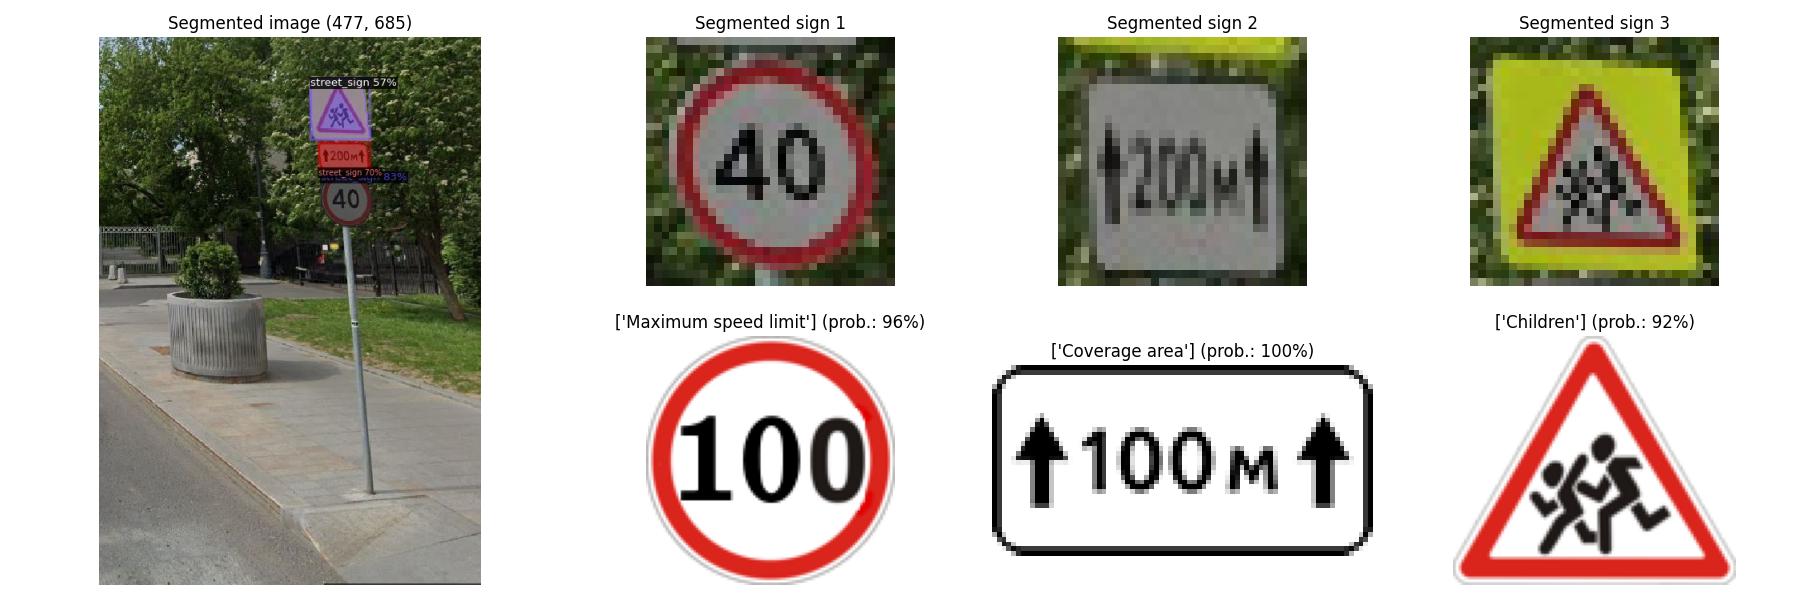 Segmented image (477, 685)
street_sign 57%
↑200м↑
street_sign 70%
street_sign 83%
40
Segmented sign 1
40
['Maximum speed limit'] (prob.: 96%)
100
Segmented sign 2
↑200м↑
['Coverage area'] (prob.: 100%)
↑100м↑
Segmented sign 3
['Children'] (prob.: 92%)